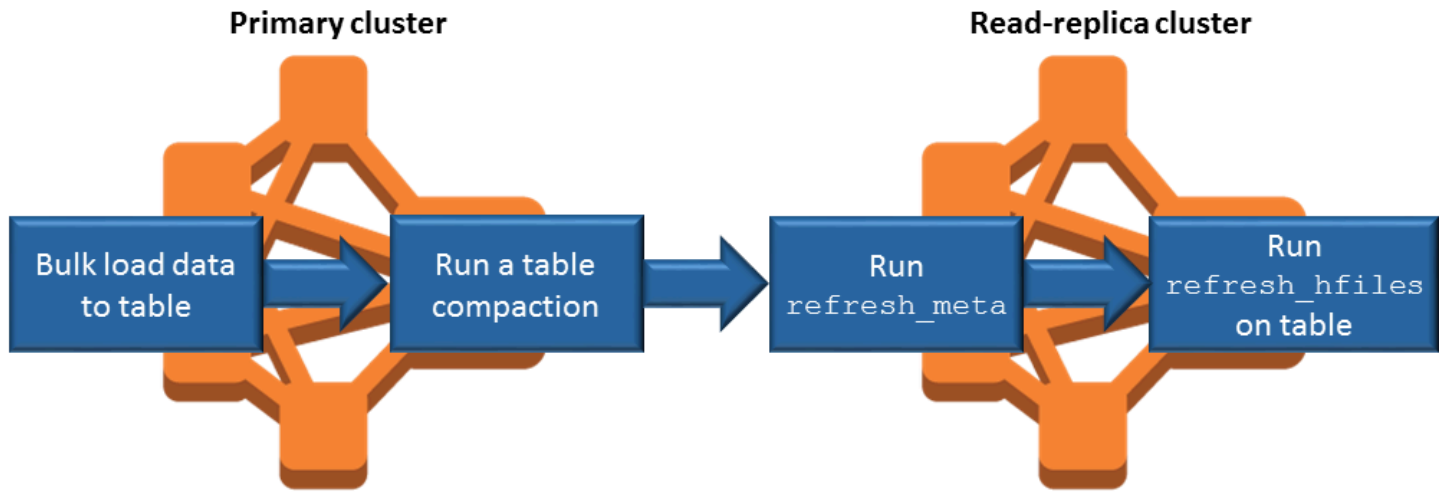 Primary cluster
Read-replica cluster
Bulk load data
to table
Run a table
compaction
Run
refresh_meta
Run
refresh_hfiles
on table